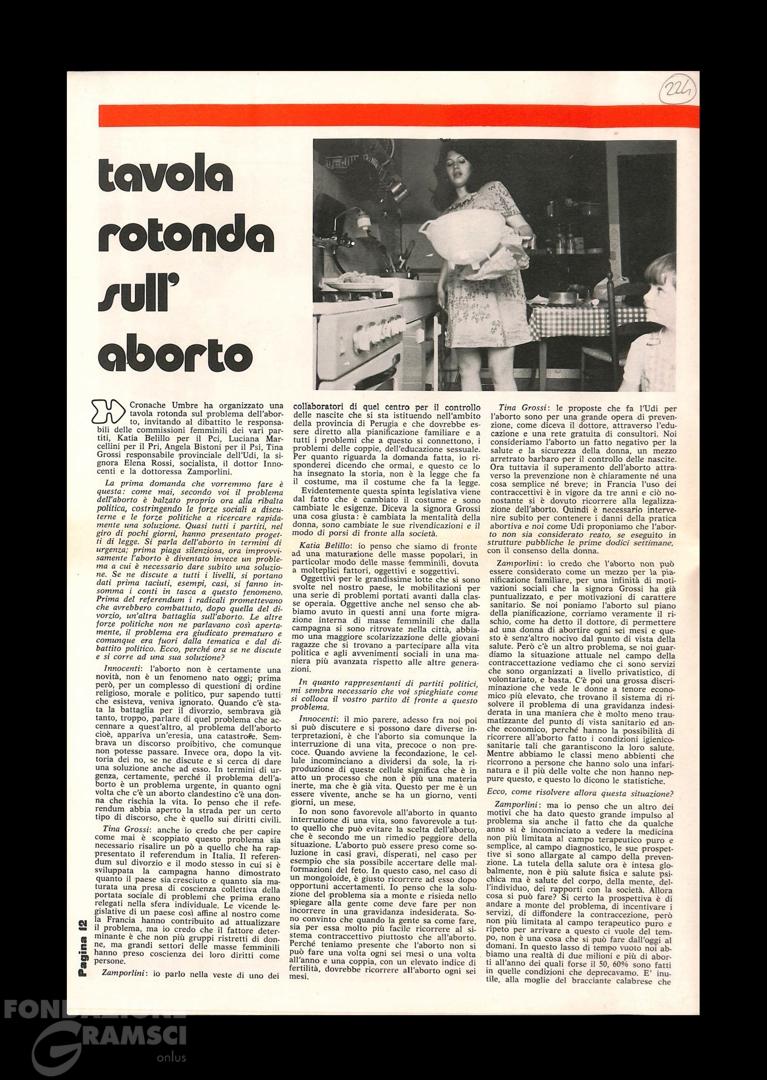 224
tavola
rotonda
sull'
aborto
Cronache Umbre ha organizzato una
tavola rotonda sul problema dell'abor-
to, invitando al dibattito le responsa-
bili delle commissioni femminili dei vari par-
titi, Katia Belillo per il Pci, Luciana Mar-
cellini per il Pri, Angela Bistoni per il Psi, Tina
Grossi responsabile provinciale dell'Udi, la si-
gnora Elena Rossi, socialista, il dottor Inno-
centi e la dottoressa Zamporlini.
La prima domanda che vorremmo fare è
questa: come mai, secondo voi il problema
dell'aborto è balzato proprio ora alla ribalta
politica, costringendo le forze sociali a discu-
terne e le forze politiche a ricercare rapida-
mente una soluzione. Quasi tutti i partiti, nel
giro di pochi giorni, hanno presentato proget-
ti di legge. Si parla dell'aborto in termini di
urgenza; prima piaga silenziosa, ora improvvi-
samente l'aborto è diventato invece un proble-
ma a cui è necessario dare subito una soluzio-
ne. Se ne discute a tutti i livelli, si portano
dati prima taciuti, esempi, casi, si fanno in-
somma i conti in tasca a questo fenomeno.
Prima del referendum i radicali promettevano
che avrebbero combattuto, dopo quella del di-
vorzio, un'altra battaglia sull'aborto. Le altre
forze politiche non ne parlavano così aperta-
mente, il problema era giudicato prematuro e
comunque era fuori dalla tematica e dal di-
battito politico. Ecco, perché ora se ne discute
e si corre ad una sua soluzione?
Innocenti: l'aborto non è certamente una
novità, non è un fenomeno nato oggi; prima
però, per un complesso di questioni di ordine
religioso, morale e politico, pur sapendo tutti
che esisteva, veniva ignorato. Quando c'è sta-
ta la battaglia per il divorzio, sembrava già
tanto, troppo, parlare di quel problema che ac-
cennare a quest'altro, al problema dell'aborto
cioè, appariva un'eresia, una catastrofe. Sem-
brava un discorso proibitivo, che comunque
non potesse passare. Invece ora, dopo la vit-
toria dei no, se ne discute e si cerca di dare
una soluzione anche ad esso. In termini di ur-
genza, certamente, perché il problema dell'a-
borto è un problema urgente, in quanto ogni
volta che c'è un aborto clandestino c'è una don-
na che rischia la vita. Io penso che il refe-
rendum abbia aperto la strada per un certo
tipo di discorso, che è quello sui diritti civili.
Tina Grossi: anche io credo che per capire
come mai è scoppiato questo problema sia
necessario risalire un pò a quello che ha rap-
presentato il referendum in Italia. Il referen-
dum sul divorzio e il modo stesso in cui si è
sviluppata la campagna hanno dimostrato
quanto il paese sia cresciuto e quanto sia ma-
turata una presa di coscienza collettiva della
portata sociale di problemi che prima erano
relegati nella sfera individuale. Le vicende le-
gislative di un paese così affine al nostro come
la Francia hanno contribuito ad attualizzare
il problema, ma io credo che il fattore deter-
minante è che non più gruppi ristretti di don-
ne, ma grandi settori delle masse femminili
hanno preso coscienza dei loro diritti come
persone.
Zamporlini: io parlo nella veste di uno dei
collaboratori di quel centro per il controllo
delle nascite che si sta istituendo nell'ambito
della provincia di Perugia e che dovrebbe es-
sere diretto alla pianificazione familiare e a
tutti i problemi che a questo si connettono, i
problemi delle coppie, dell'educazione sessuale.
Per quanto riguarda la domanda fatta, io ri-
sponderei dicendo che ormai, e questo ce lo
ha insegnato la storia, non è la legge che fa
il costume, ma il costume che fa la legge.
Evidentemente questa spinta legislativa viene
dal fatto che è cambiato il costume e sono
cambiate le esigenze. Diceva la signora Grossi
una cosa giusta: è cambiata la mentalità della
donna, sono cambiate le sue rivendicazioni e il
modo di porsi di fronte alla società.
Katia Belillo: io penso che siamo di fronte
ad una maturazione delle masse popolari, in
particolar modo delle masse femminili, dovuta
a molteplici fattori, oggettivi e soggettivi.
Oggettivi per le grandissime lotte che si sono
svolte nel nostro paese, le mobilitazioni per
una serie di problemi portati avanti dalla clas-
se operaia. Oggettive anche nel senso che ab-
biamo avuto in questi anni una forte migra-
zione interna di masse femminili che dalla
campagna si sono ritrovate nella città, abbia-
mo una maggiore scolarizzazione delle giovani
ragazze che si trovano a partecipare alla vita
politica e agli avvenimenti sociali in una ma-
niera più avanzata rispetto alle altre genera-
zioni.
In quanto rappresentanti di partiti politici,
mi sembra necessario che voi spieghiate come
si colloca il vostro partito di fronte a questo
problema.
Innocenti: il mio parere, adesso fra noi poi
si può discutere e si possono dare diverse in-
terpretazioni, è che l'aborto sia comunque la
interruzione di una vita, precoce o non pre-
coce. Quando avviene la fecondazione, le cel-
lule incominciano a dividersi da sole, la ri-
produzione di queste cellule significa che è in
atto un processo che non è più una materia
inerte, ma che è già vita. Questo per me è un
essere vivente, anche se ha un giorno, venti
giorni, un mese.
Io non sono favorevole all'aborto in quanto
interruzione di una vita, sono favorevole a tut-
to quello che può evitare la scelta dell'aborto,
che è secondo me un rimedio peggiore della
situazione. L'aborto può essere preso come so-
luzione in casi gravi, disperati, nel caso per
esempio che sia possibile accertare delle mal-
formazioni del feto. In questo caso, nel caso di
un mongoloide, è giusto ricorrere ad esso dopo
opportuni accertamenti. Io penso che la solu-
zione del problema sia a monte e risieda nello
spiegare alla gente come deve fare per non
incorrere in una gravidanza indesiderata. So-
no convinto che quando la gente sa come fare,
sia per essa molto più facile ricorrere al si-
stema contraccettivo piuttosto che all'aborto.
Perché teniamo presente che l'aborto non si
può fare una volta ogni sei mesi o una volta
all'anno e una coppia, con un elevato indice di
fertilità, dovrebbe ricorrere all'aborto ogni sei
mesi.
Tina Grossi: le proposte che fa l'Udi per
l'aborto sono per una grande opera di preven-
zione, come diceva il dottore, attraverso l'edu-
cazione e una rete gratuita di consultori. Noi
consideriamo l'aborto un fatto negativo per la
salute e la sicurezza della donna, un mezzo
arretrato barbaro per il controllo delle nascite.
Ora tuttavia il superamento dell'aborto attra-
verso la prevenzione non è chiaramente né una
cosa semplice né breve; in Francia l'uso dei
contraccettivi è in vigore da tre anni e ciò no-
nostante si è dovuto ricorrere alla legalizza-
zione dell'aborto. Quindi è necessario interve-
nire subito per contenere i danni della pratica
abortiva e noi come Udi proponiamo che l'abor-
to non sia considerato reato, se eseguito in
strutture pubbliche le prime dodici settimane,
con il consenso della donna.
Zamporlini: io credo che l'aborto non può
essere considerato come un mezzo per la pia-
nificazione familiare, per una infinità di moti-
vazioni sociali che la signora Grossi ha già
puntualizzato, e per motivazioni di carattere
sanitario. Se noi poniamo l'aborto sul piano
della pianificazione, corriamo veramente il ri-
schio, come ha detto il dottore, di permettere
ad una donna di abortire ogni sei mesi e que-
sto è senz'altro nocivo dal punto di vista della
salute. Però c'è un altro problema, se noi guar-
diamo la situazione attuale nel campo della
contraccettazione vediamo che ci sono servizi
che sono organizzati a livello privatistico, di
volontariato, e basta. C'è poi una grossa discri-
minazione che vede le donne a tenore econo-
mico più elevato, che trovano il sistema di ri-
solvere il problema di una gravidanza indesi-
derata in una maniera che è molto meno trau-
matizzante del punto di vista sanitario ed an-
che economico, perché hanno la possibilità di
ricorrere all'aborto fatto i condizioni igienico-
sanitarie tali che garantiscono la loro salute.
Mentre abbiamo le classi meno abbienti che
ricorrono a persone che hanno solo una infari-
natura e il più delle volte che non hanno nep-
pure questo, e questo lo dicono le statistiche.
Ecco, come risolvere allora questa situazione?
Zamporlini: ma io penso che un altro dei
motivi che ha dato questo grande impulso al
problema sia anche il fatto che da qualche
anno si è incominciato a vedere la medicina
non più limitata al campo terapeutico puro e
semplice, al campo diagnostico, le sue prospet-
tive si sono allargate al campo della preven-
zione. La tutela della salute ora è intesa glo-
balmente, non è più salute fisica e salute psi-
chica ma è salute del corpo, della mente, del-
l'individuo, dei rapporti con la società. Allora
cosa si può fare? Si certo la prospettiva è di
andare a monte del problema, di incentivare i
servizi, di diffondere la contraccezione, però
non più limitata al campo terapeutico puro e
ripeto per arrivare a questo ci vuole del tem-
po, non è una cosa che si può fare dall'oggi al
domani. In questo lasso di tempo vuoto noi ab-
biamo una realtà di due milioni e più di abor-
ti all'anno dei quali forse il 50, 60% sono fatti
in quelle condizioni che deprecavamo. E' inu-
tile, alla moglie del bracciante calabrese che
Pagina 12
FONDAZIONE
GRAMSCI
onlus